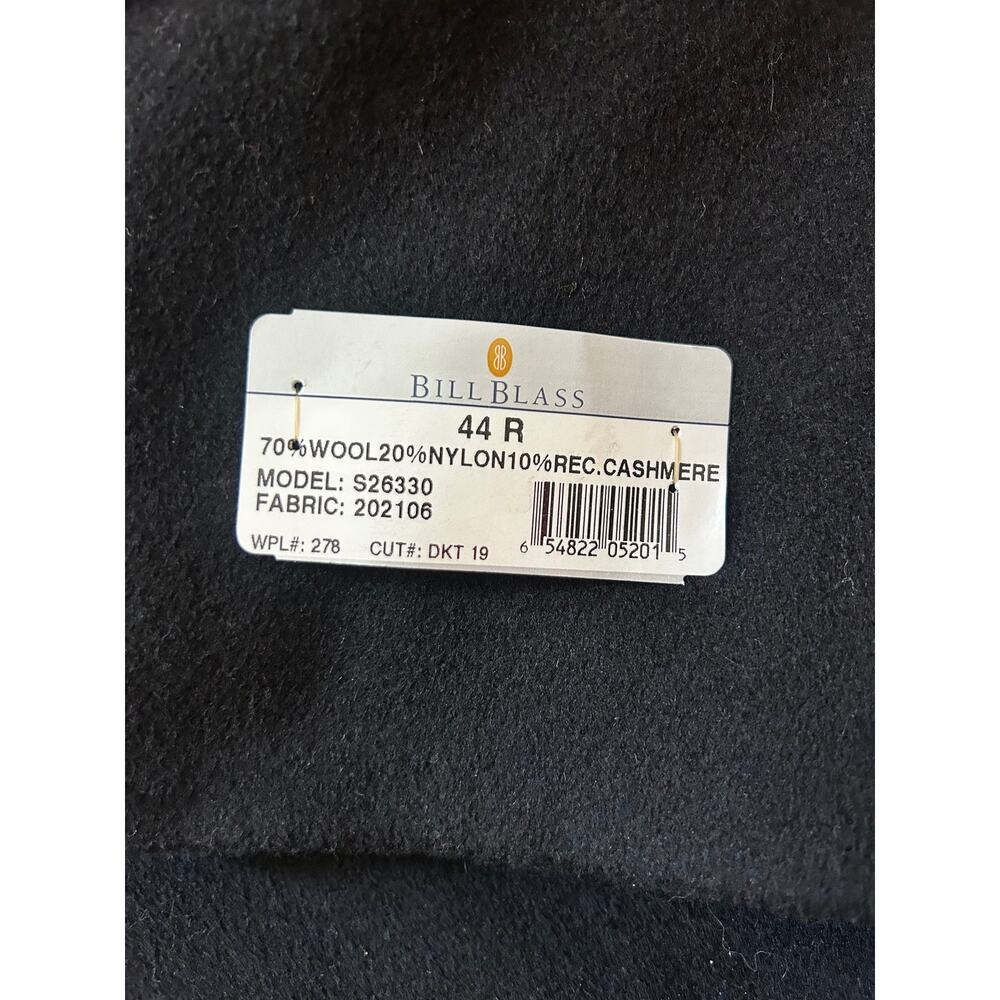 BB
BILL BLASS
44 R
70%WOOL20%NYLON10%REC.CASHMERE
MODEL: S26330
FABRIC: 202106
WPL#: 278 CUT#: DKT 19
6 54822 05201 5